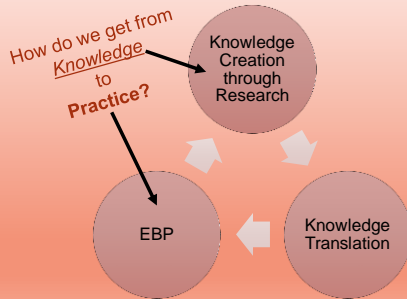 How do we get from
Knowledge
to
Practice?
Knowledge
Creation
through
Research
EBP
Knowledge
Translation